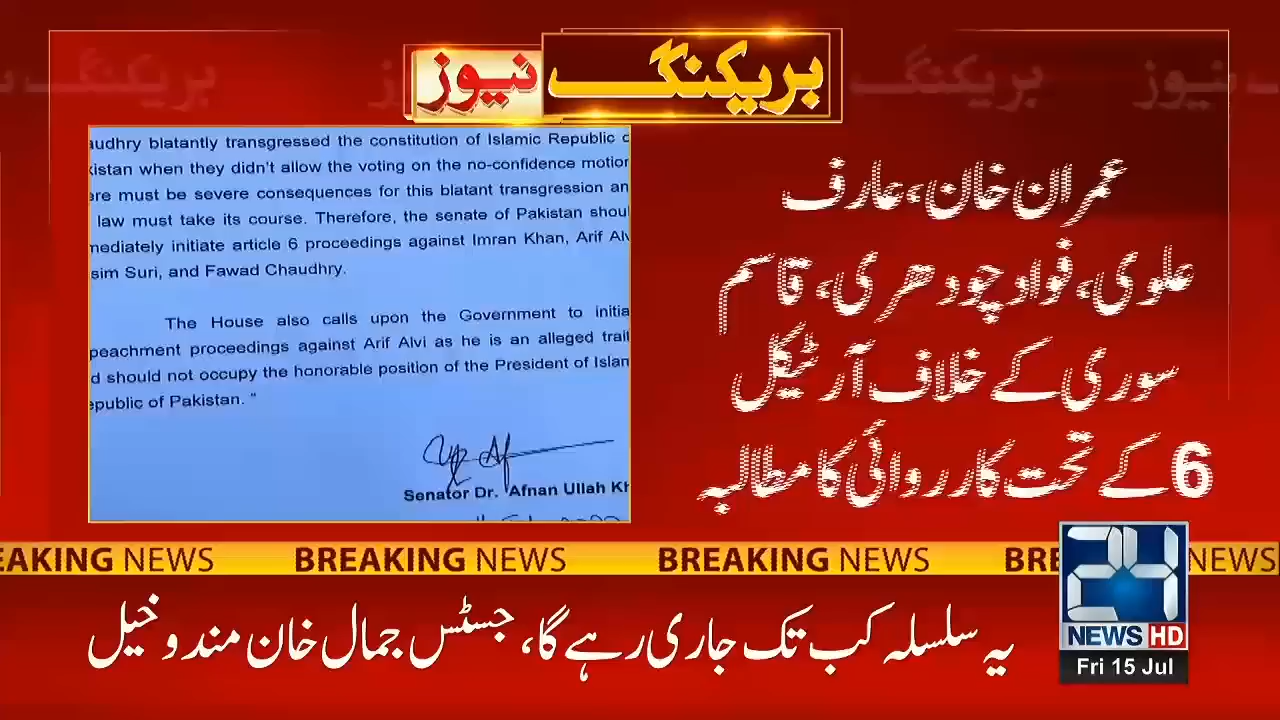 بریکنگ نیوز
audhry blatantly transgressed the constitution of Islamic Republic o
kistan when they didn't allow the voting on the no-confidence motion
ere must be severe consequences for this blatant transgression an
law must take its course. Therefore, the senate of Pakistan shoul
mediately initiate article 6 proceedings against Imran Khan, Arif Alv
sim Suri, and Fawad Chaudhry.
The House also calls upon the Government to initia
peachment proceedings against Arif Alvi as he is an alleged trait
d should not occupy the honorable position of the President of Islam
epublic of Pakistan. "
Senator Dr. Afnan Ullah Kh
عمران خان، عارف
علوی، فواد چودھری، قاسم
سوری کے خلاف آرٹیکل
6 کے تحت کارروائی کا مطالبہ
EAKING NEWS BREAKING NEWS BREAKING NEWS BRE NEWS
یہ سلسلہ کب تک جاری رہے گا، جسٹس جمال خان مندوخیل
24
NEWS HD
Fri 15 Jul